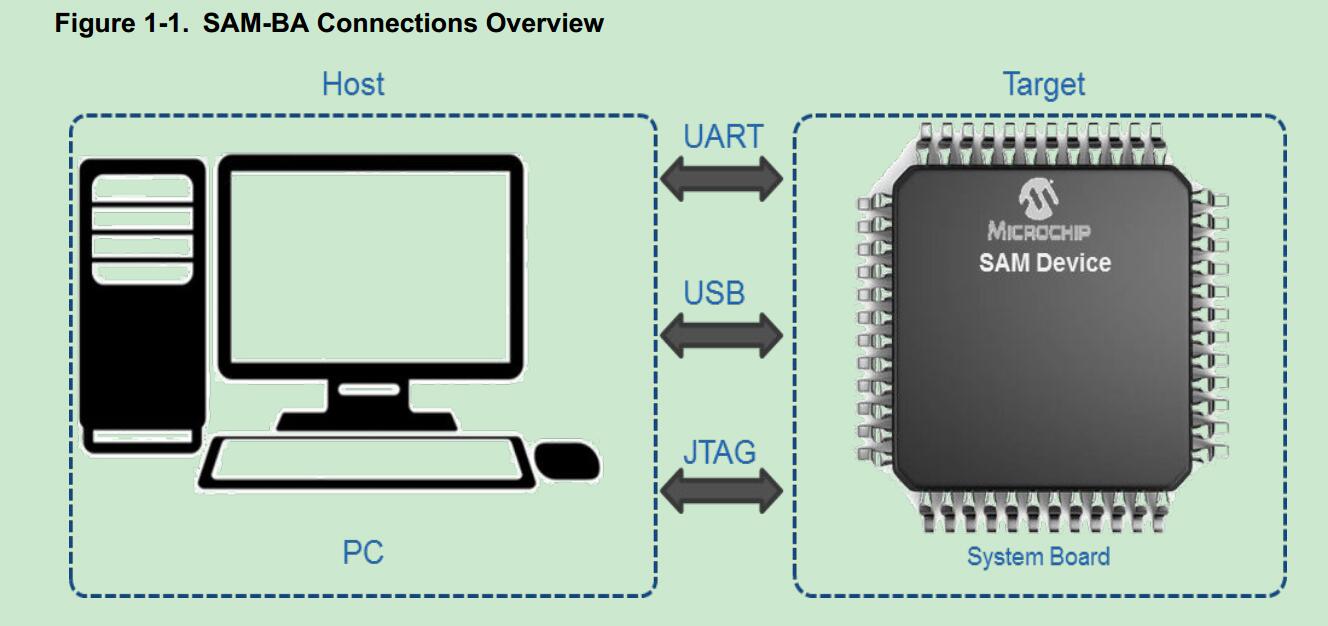 Figure 1-1. SAM-BA Connections Overview
Host
Target
UART
MICROCHIP
SAM Device
USB
JTAG
PC
System Board